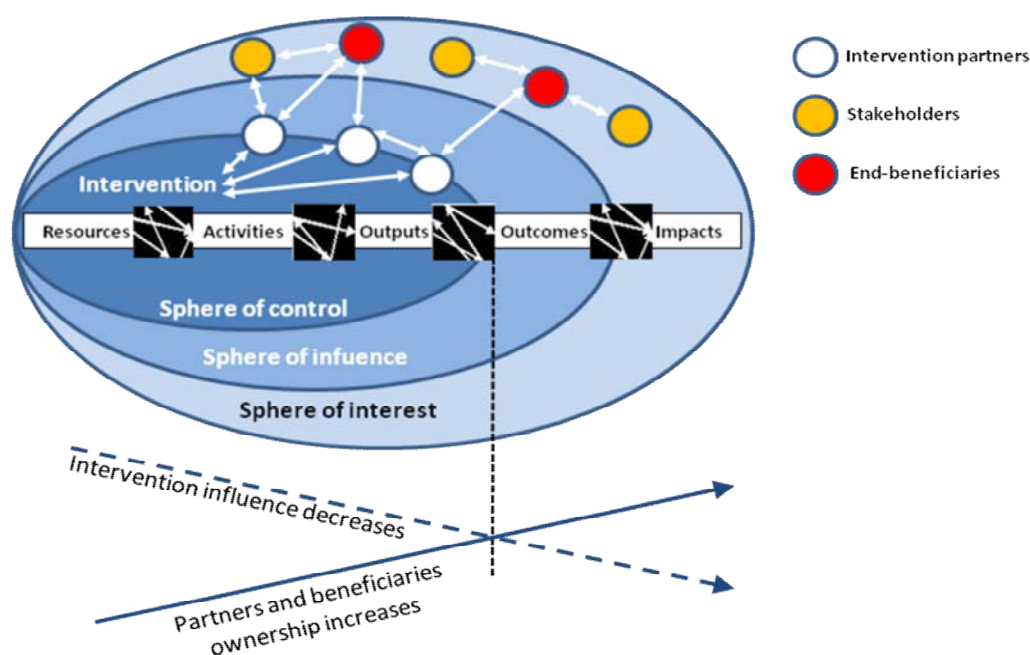 Intervention partners
Stakeholders
End-beneficiaries
Intervention
Resources
Activities
Outputs
Outcomes
Impacts
Sphere of control
Sphere of infuence
Sphere of interest
Intervention influence decreases
Partners and beneficiaries
ownership increases